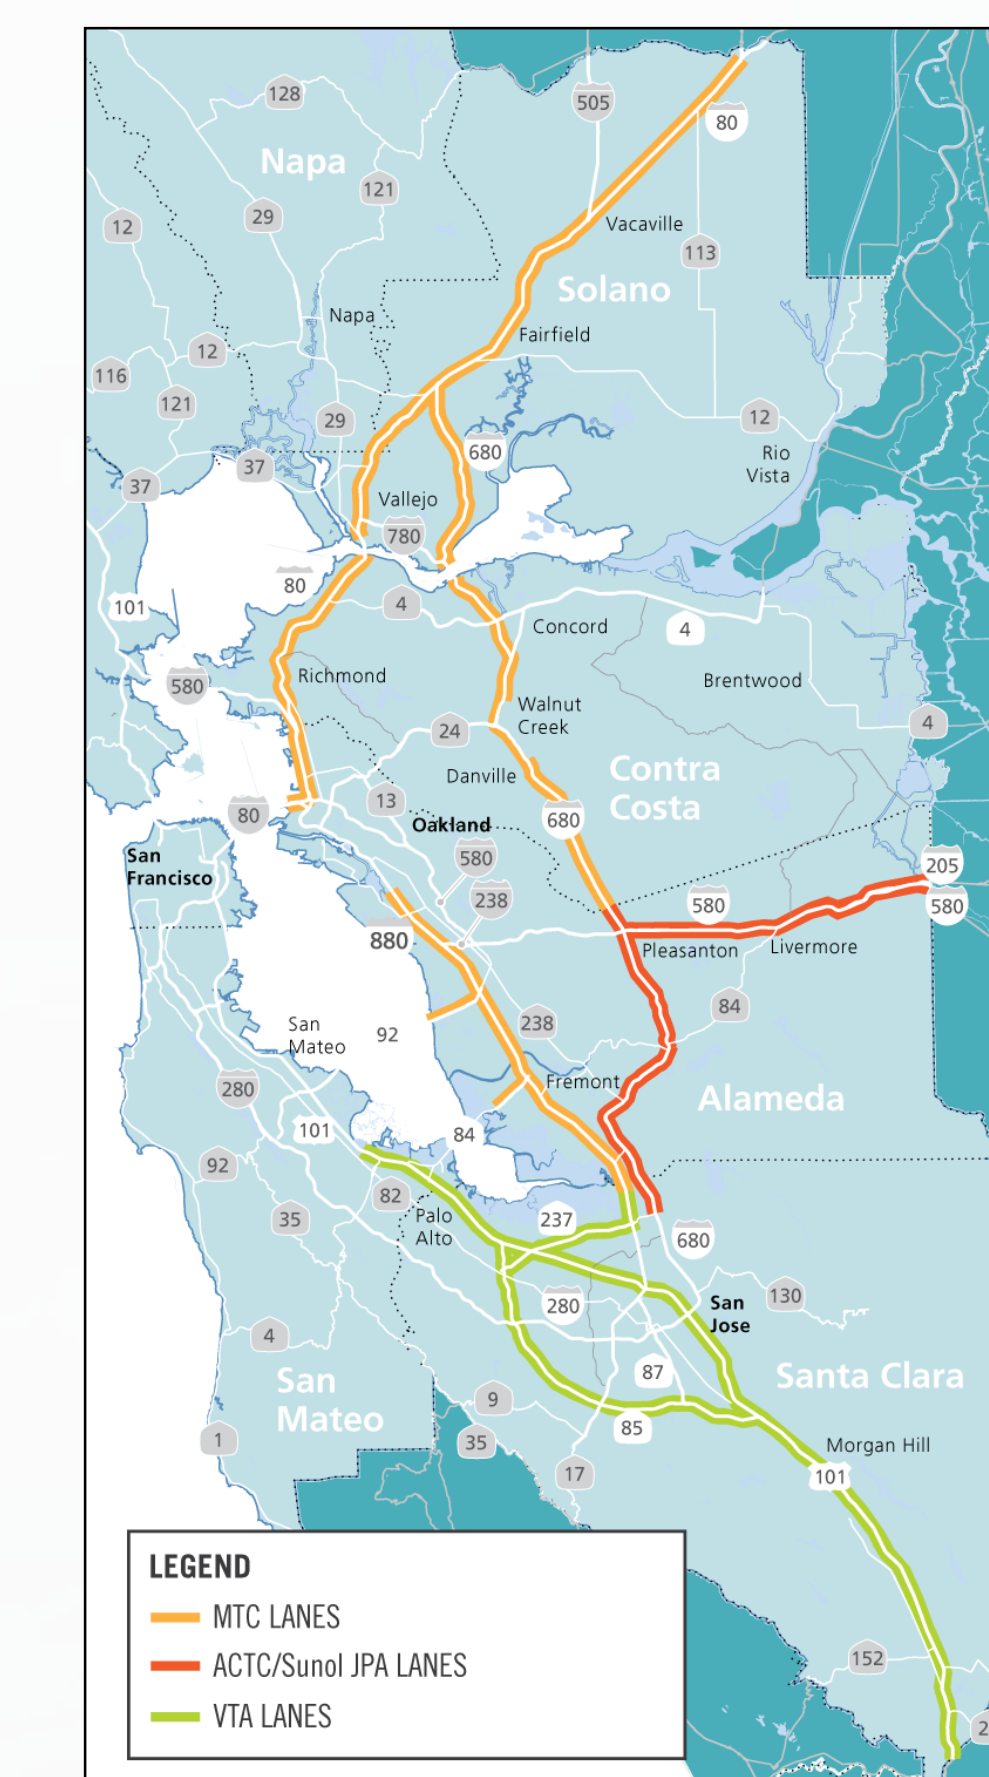 128
505
80
Napa
121
29
12
Vacaville
113
Solano
Napa
Fairfield
12
116
121
29
12
680
Rio
Vista
37
37
Vallejo
780
80
101
4
Concord
4
580
Richmond
Brentwood
Walnut
Creek
24
4
Danville
Contra
Costa
13
80
680
Oakland
San
Francisco
580
205
238
580
580
880
Pleasanton
Livermore
84
San
Mateo
92
238
Fremont
280
Alameda
101
84
92
82
35
Palo
Alto
237
680
130
280
San
Jose
4
87
Santa Clara
San
Mateo
9
85
1
35
Morgan Hill
17
101
LEGEND
MTC LANES
ACTC/Sunol JPA LANES
VTA LANES
152